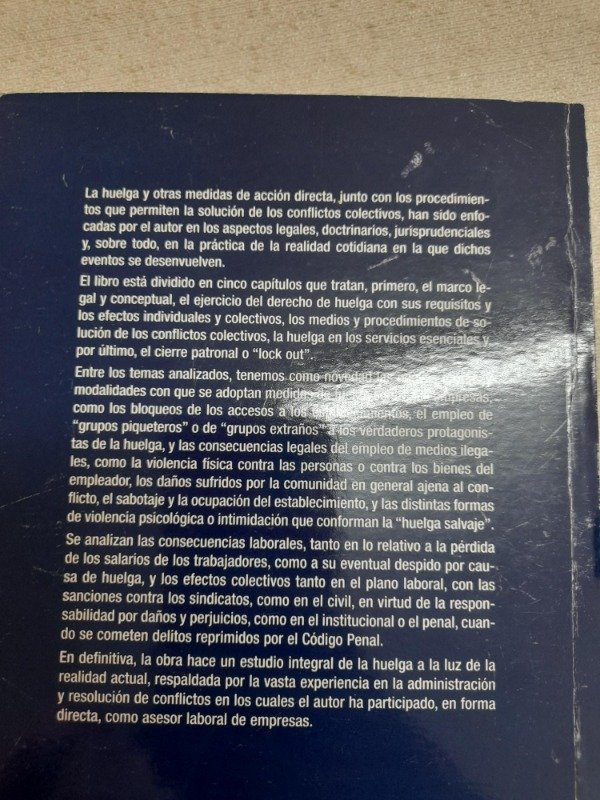 La huelga y otras medidas de acción directa, junto con los procedimien-
tos que permiten la solución de los conflictos colectivos, han sido enfo-
cadas por el autor en los aspectos legales, doctrinarios, jurisprudenciales
y, sobre todo, en la práctica de la realidad cotidiana en la que dichos
eventos se desenvuelven.
El libro está dividido en cinco capítulos que tratan, primero, el marco le-
gal y conceptual, el ejercicio del derecho de huelga con sus requisitos y
los efectos individuales y colectivos, los medios y procedimientos de so-
lución de los conflictos colectivos, la huelga en los servicios esenciales y
por último, el cierre patronal o “lock out”.
Entre los temas analizados, tenemos como novedad
modalidades con que se adoptan medidas
como los bloqueos de los accesos a los el empleo de
“grupos piqueteros” o de “grupos extraños” a los verdaderos protagonis-
tas de la huelga, y las consecuencias legales del empleo de medios ilega-
les, como la violencia física contra las personas o contra los bienes del
empleador, los daños sufridos por la comunidad en general ajena al con-
flicto, el sabotaje y la ocupación del establecimiento, y las distintas formas
de violencia psicológica o intimidación que conforman la “huelga salvaje”.
Se analizan las consecuencias laborales, tanto en lo relativo a la pérdida
de los salarios de los trabajadores, como a su eventual despido por cau-
sa de huelga, y los efectos colectivos tanto en el plano laboral, con las
sanciones contra los sindicatos, como en el civil, en virtud de la respon-
sabilidad por daños y perjuicios, como en el institucional o el penal, cuan-
do se cometen delitos reprimidos por el Código Penal.
En definitiva, la obra hace un estudio integral de la huelga a la luz de la
realidad actual, respaldada por la vasta experiencia en la administración
y resolución de conflictos en los cuales el autor ha participado, en forma
directa, como asesor laboral de empresas.